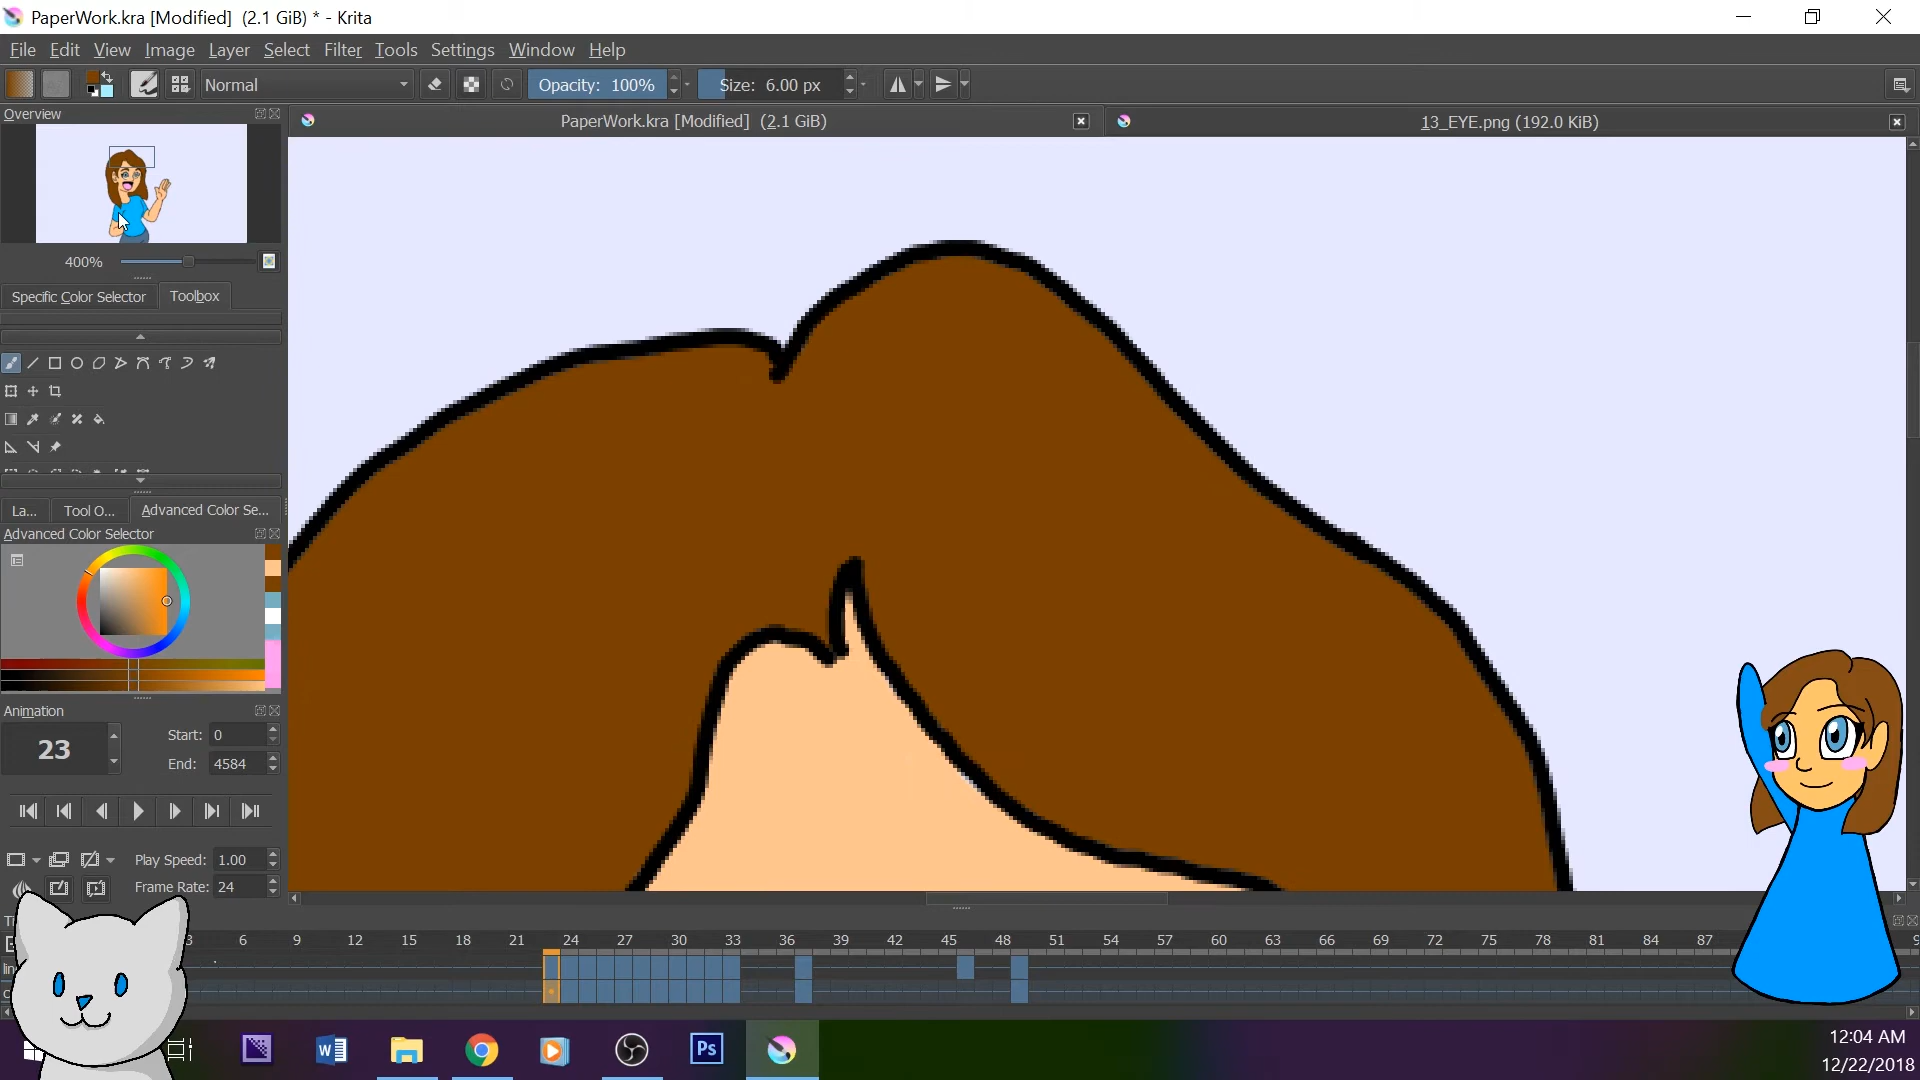 PaperWork.kra [Modified] (2.1 GiB) * - Krita
File Edit View Image Layer Select Filter Tools Settings Window Help
Normal Opacity: 100% Size: 6.00 px
Overview
PaperWork.kra [Modified] (2.1 GiB) 13_EYE.png (192.0 KiB)
400%
Specific Color Selector Toolbox
La... Tool O... Advanced Color Se...
Advanced Color Selector
Animation
23 Start: 0
End: 4584
Play Speed: 1.00
Frame Rate: 24
6 9 12 15 18 21 24 27 30 33 36 39 42 45 48 51 54 57 60 63 66 69 72 75 78 81 84 87
Ps
12:04 AM
12/22/2018